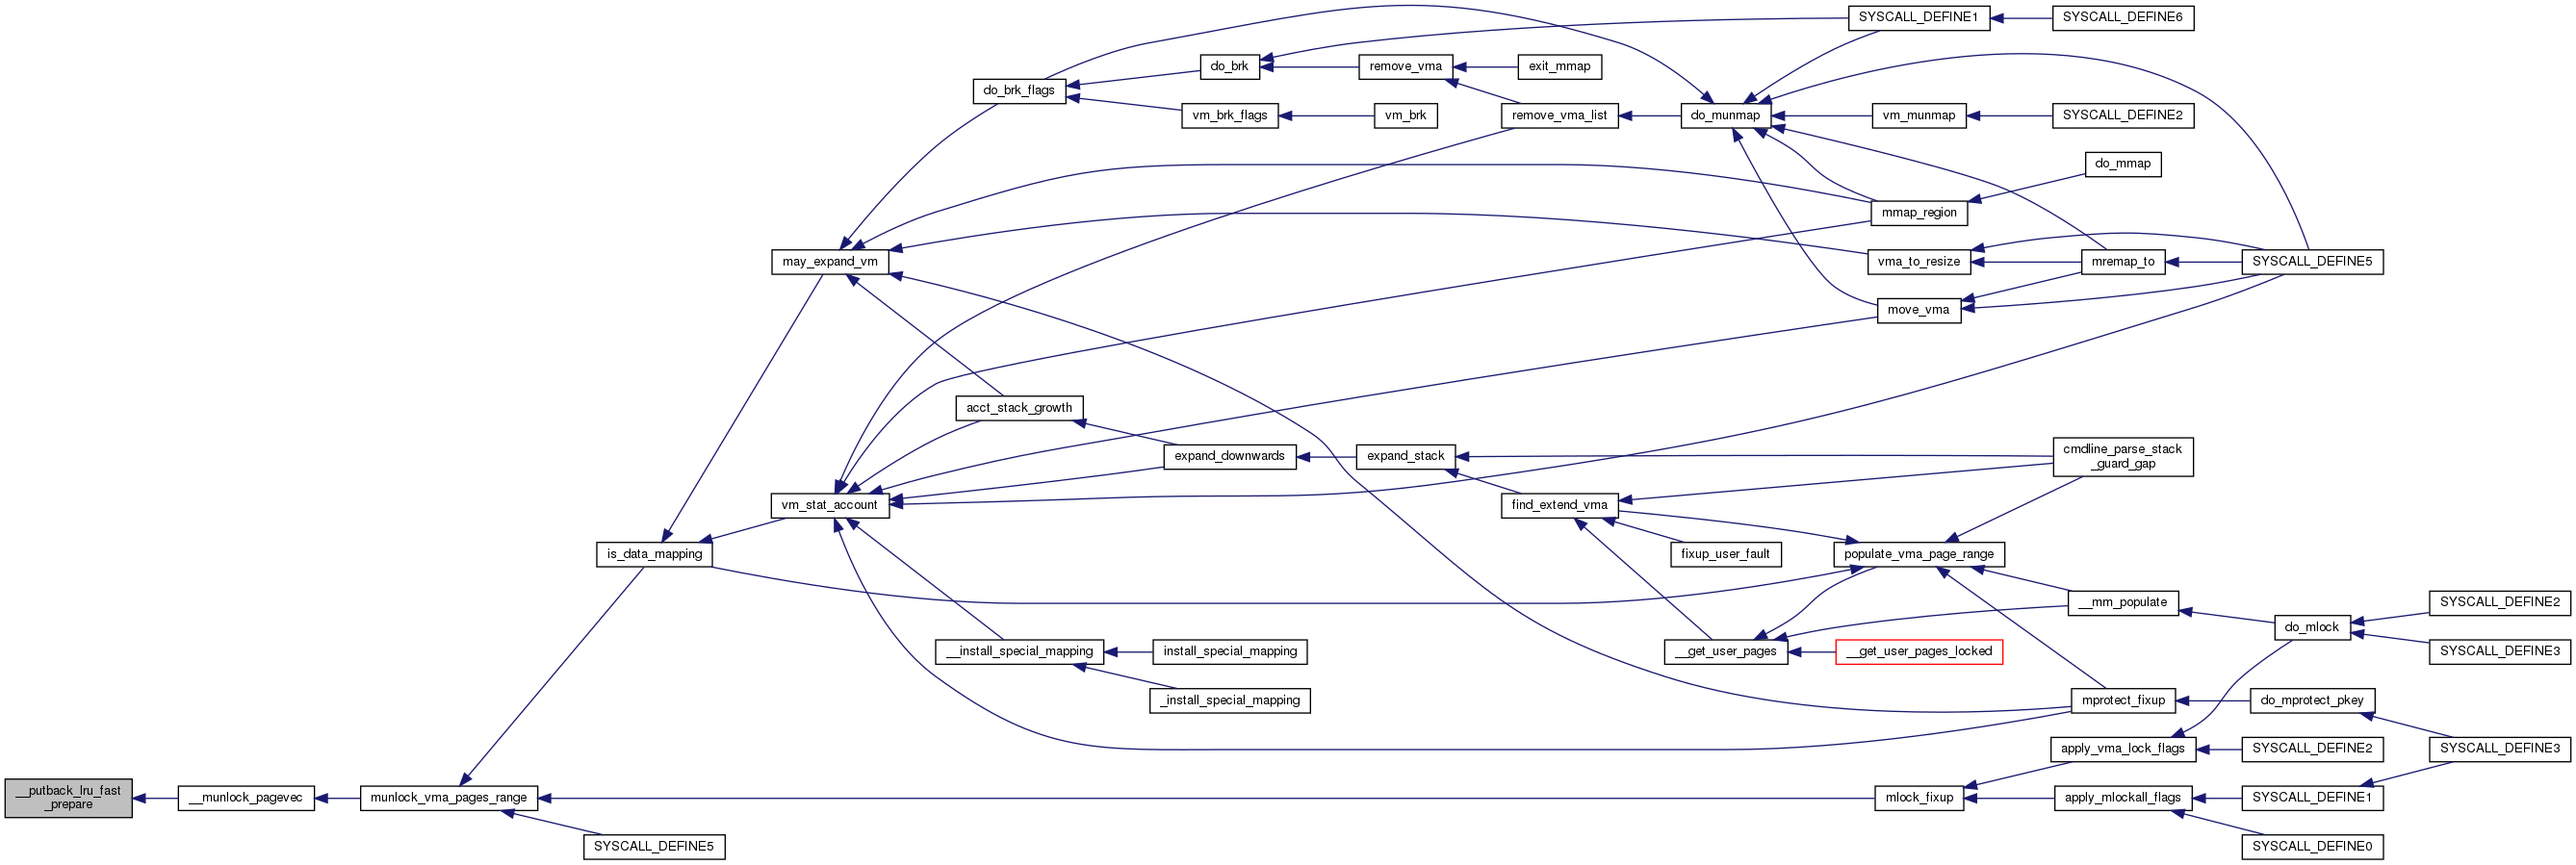 SYSCALL_DEFINE1
SYSCALL_DEFINE6
do_brk
remove_vma
exit_mmap
do_brk_flags
vm_brk_flags
vm_brk
remove_vma_list
do_munmap
vm_munmap
SYSCALL_DEFINE2
do_mmap
mmap_region
may_expand_vm
vma_to_resize
mremap_to
SYSCALL_DEFINE5
move_vma
acct_stack_growth
expand_downwards
expand_stack
cmdline_parse_stack
_guard_gap
vm_stat_account
find_extend_vma
is_data_mapping
fixup_user_fault
populate_vma_page_range
__mm_populate
SYSCALL_DEFINE2
do_mlock
__install_special_mapping
install_special_mapping
__get_user_pages
__get_user_pages_locked
SYSCALL_DEFINE3
_install_special_mapping
mprotect_fixup
do_mprotect_pkey
apply_vma_lock_flags
SYSCALL_DEFINE2
SYSCALL_DEFINE3
__putback_lru_fast
_prepare
__munlock_pagevec
munlock_vma_pages_range
mlock_fixup
apply_mlockall_flags
SYSCALL_DEFINE1
SYSCALL_DEFINE5
SYSCALL_DEFINE0